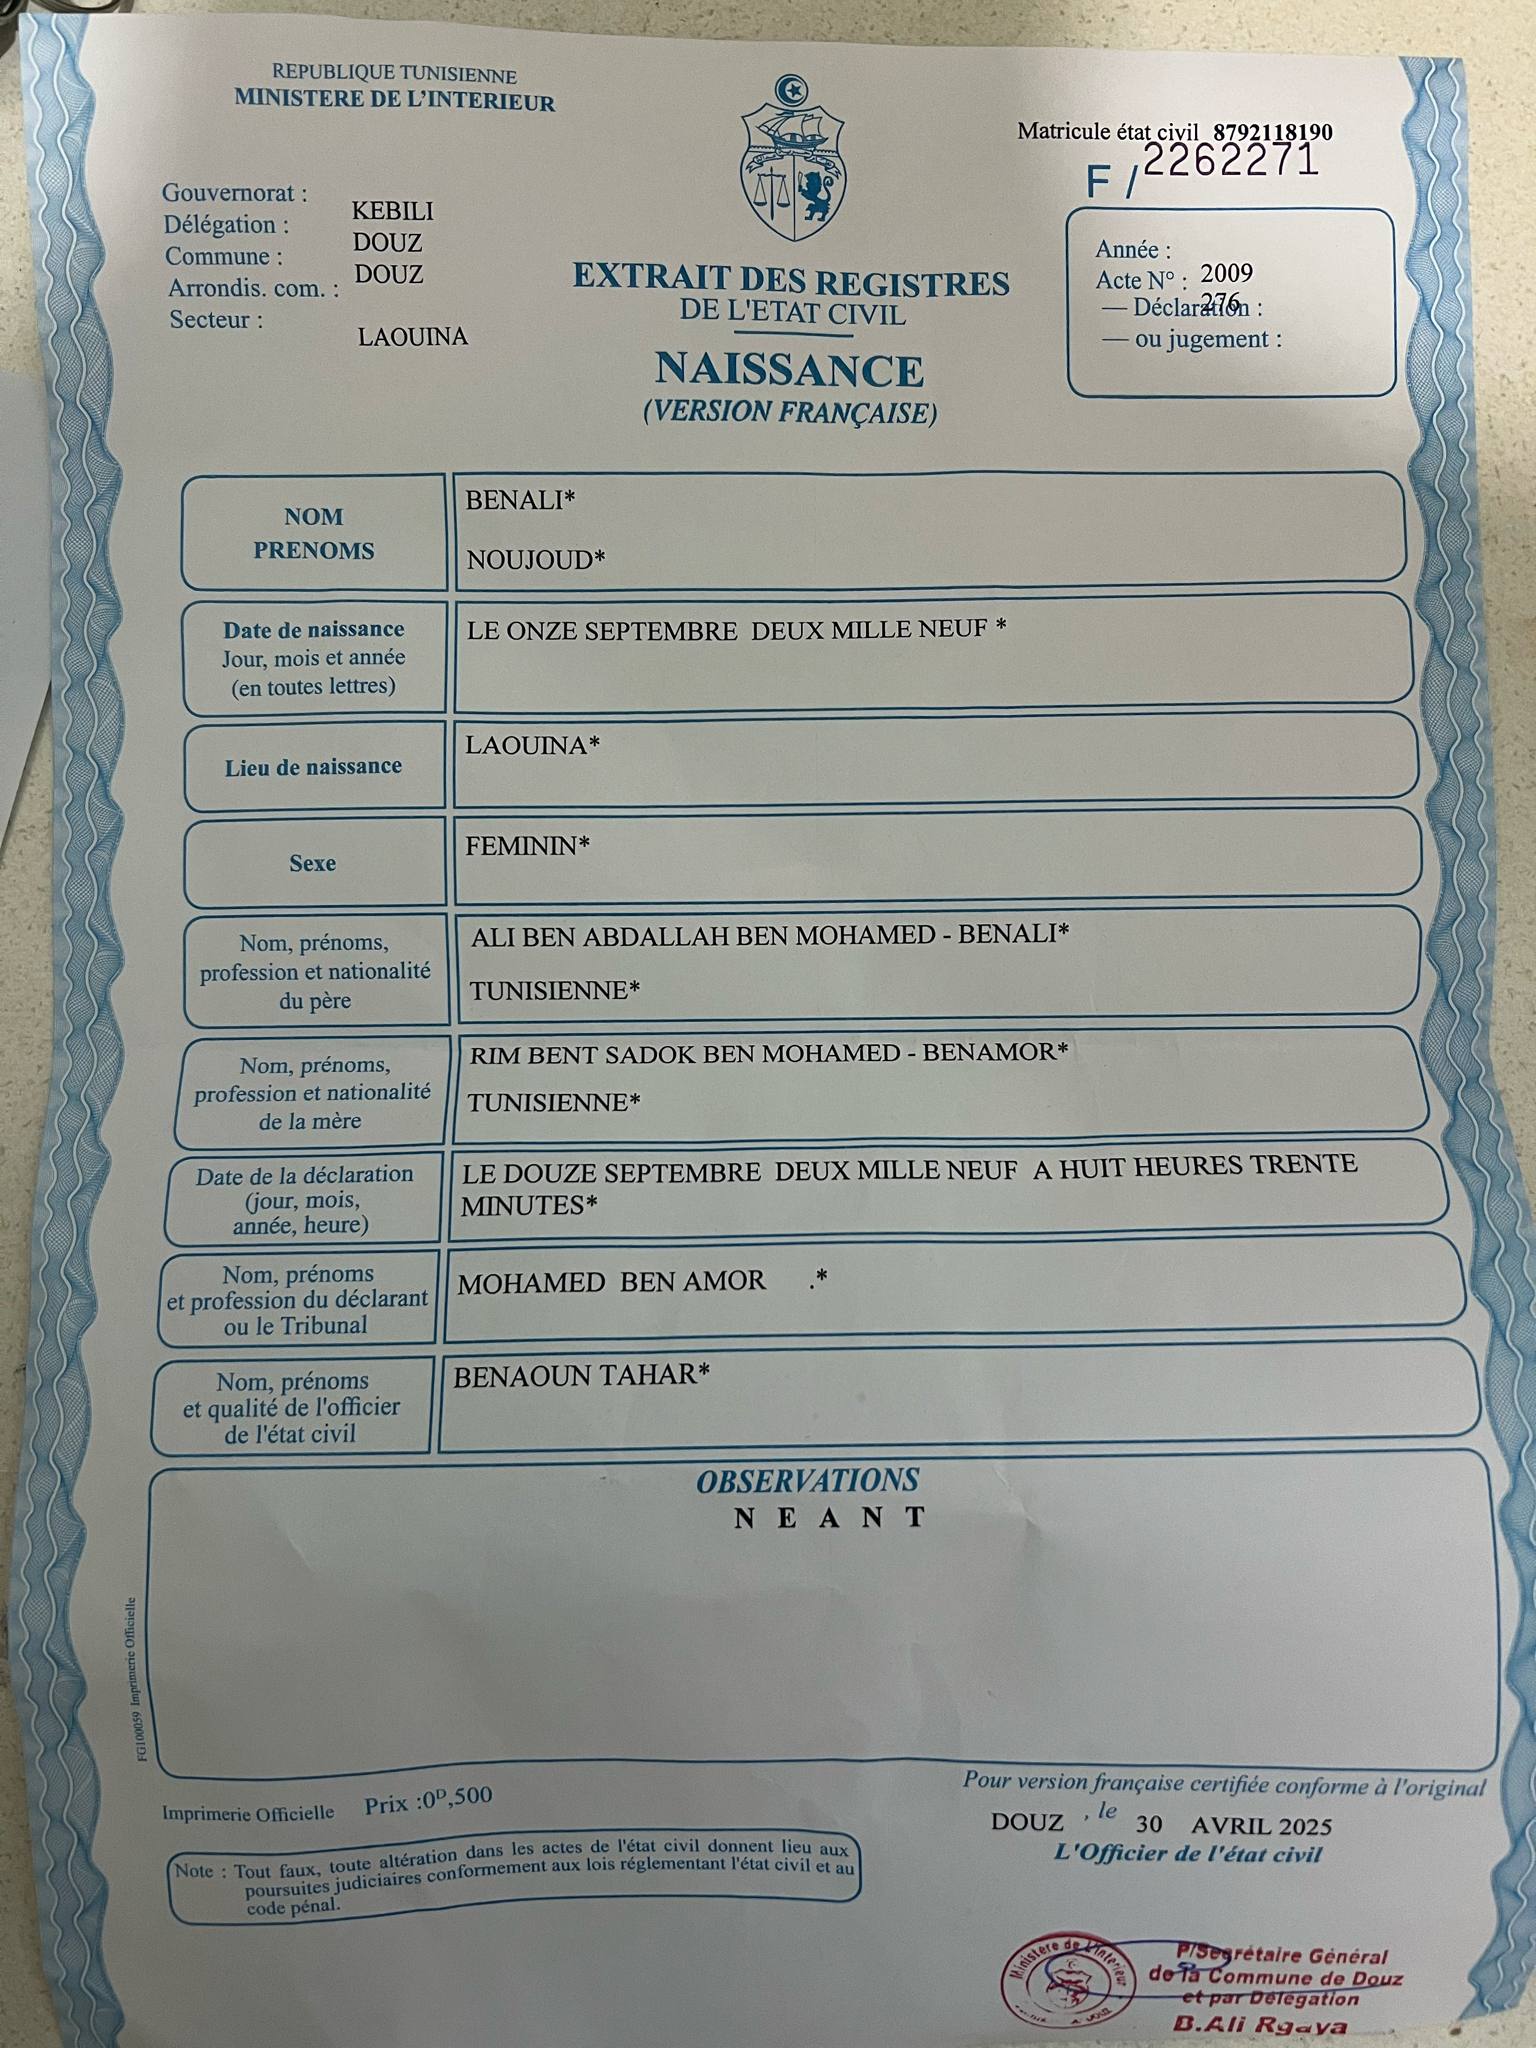 REPUBLIQUE TUNISIENNE
MINISTERE DE L'INTERIEUR
Matricule état civil 8792118190
F / 2262271
Gouvernorat : KEBILI
Délégation : DOUZ
Commune : DOUZ
Arrondis. com. :
Secteur : LAOUINA
EXTRAIT DES REGISTRES
DE L'ETAT CIVIL
NAISSANCE
(VERSION FRANÇAISE)
Année : 2009
Acte N° : 276
— Déclaration :
— ou jugement :
NOM
PRENOMS
BENALI*
NOUJOUD*
Date de naissance
Jour, mois et année
(en toutes lettres)
LE ONZE SEPTEMBRE DEUX MILLE NEUF *
Lieu de naissance
LAOUINA*
Sexe
FEMININ*
Nom, prénoms,
profession et nationalité
du père
ALI BEN ABDALLAH BEN MOHAMED - BENALI*
TUNISIENNE*
Nom, prénoms,
profession et nationalité
de la mère
RIM BENT SADOK BEN MOHAMED - BENAMOR*
TUNISIENNE*
Date de la déclaration
(jour, mois,
année, heure)
LE DOUZE SEPTEMBRE DEUX MILLE NEUF A HUIT HEURES TRENTE
MINUTES*
Nom, prénoms
et profession du déclarant
ou le Tribunal
MOHAMED BEN AMOR .*
Nom, prénoms
et qualité de l'officier
de l'état civil
BENAOUN TAHAR*
OBSERVATIONS
N E A N T
FG100059 Imprimerie Officielle
Imprimerie Officielle Prix :0D,500
Note : Tout faux, toute altération dans les actes de l'état civil donnent lieu aux
poursuites judiciaires conformement aux lois réglementant l'état civil et au
code pénal.
Pour version française certifiée conforme à l'original
DOUZ , le 30 AVRIL 2025
L'Officier de l'état civil
Ministere de L'Interieur
P/Segrétaire Général
de la Commune de Douz
et par Délégation
B.Ali Rgaya